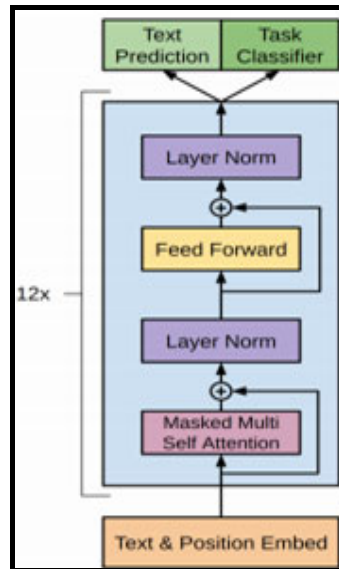 Text
Prediction
Task
Classifier
Layer Norm
+
Feed Forward
12x
Layer Norm
+
Masked Multi
Self Attention
Text & Position Embed